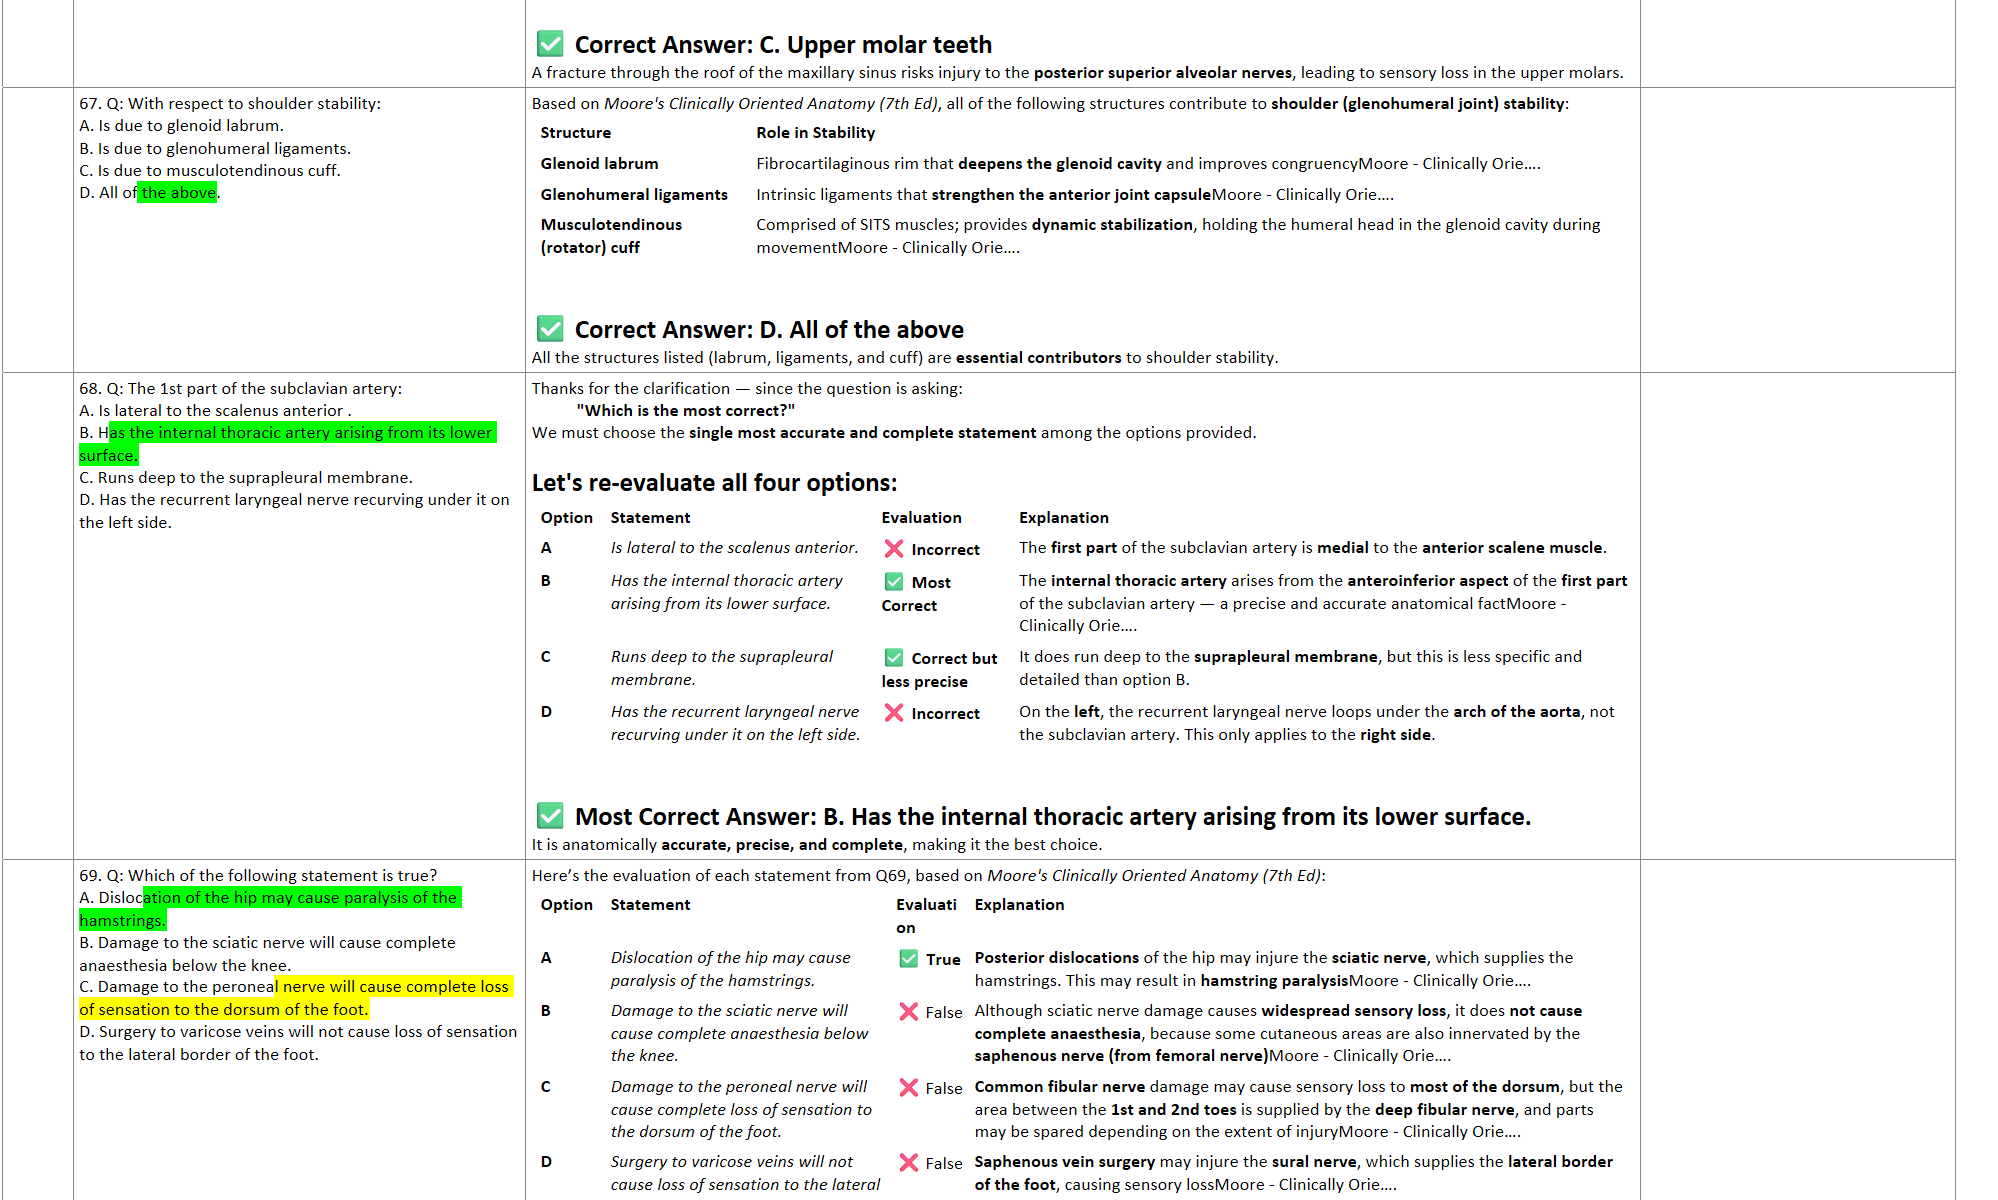 ✅ Correct Answer: C. Upper molar teeth
A fracture through the roof of the maxillary sinus risks injury to the posterior superior alveolar nerves, leading to sensory loss in the upper molars.
67. Q: With respect to shoulder stability:
A. Is due to glenoid labrum.
B. Is due to glenohumeral ligaments.
C. Is due to musculotendinous cuff.
D. All of the above.
Based on Moore's Clinically Oriented Anatomy (7th Ed), all of the following structures contribute to shoulder (glenohumeral joint) stability:
Structure Role in Stability
Glenoid labrum Fibrocartilaginous rim that deepens the glenoid cavity and improves congruencyMoore - Clinically Orie....
Glenohumeral ligaments Intrinsic ligaments that strengthen the anterior joint capsuleMoore - Clinically Orie....
Musculotendinous Comprised of SITS muscles; provides dynamic stabilization, holding the humeral head in the glenoid cavity during
(rotator) cuff movementMoore - Clinically Orie....
✅ Correct Answer: D. All of the above
All the structures listed (labrum, ligaments, and cuff) are essential contributors to shoulder stability.
68. Q: The 1st part of the subclavian artery:
A. Is lateral to the scalenus anterior .
B. Has the internal thoracic artery arising from its lower
surface.
C. Runs deep to the suprapleural membrane.
D. Has the recurrent laryngeal nerve recurving under it on
the left side.
Thanks for the clarification — since the question is asking:
"Which is the most correct?"
We must choose the single most accurate and complete statement among the options provided.
Let's re-evaluate all four options:
Option Statement Evaluation Explanation
A Is lateral to the scalenus anterior. ❌ Incorrect The first part of the subclavian artery is medial to the anterior scalene muscle.
B Has the internal thoracic artery ✅ Most The internal thoracic artery arises from the anteroinferior aspect of the first part
arising from its lower surface. Correct of the subclavian artery — a precise and accurate anatomical factMoore -
Clinically Orie....
C Runs deep to the suprapleural ✅ Correct but It does run deep to the suprapleural membrane, but this is less specific and
membrane. less precise detailed than option B.
D Has the recurrent laryngeal nerve ❌ Incorrect On the left, the recurrent laryngeal nerve loops under the arch of the aorta, not
recurving under it on the left side. the subclavian artery. This only applies to the right side.
✅ Most Correct Answer: B. Has the internal thoracic artery arising from its lower surface.
It is anatomically accurate, precise, and complete, making it the best choice.
69. Q: Which of the following statement is true?
A. Dislocation of the hip may cause paralysis of the
hamstrings.
B. Damage to the sciatic nerve will cause complete
anaesthesia below the knee.
C. Damage to the peroneal nerve will cause complete loss
of sensation to the dorsum of the foot.
D. Surgery to varicose veins will not cause loss of sensation
to the lateral border of the foot.
Here's the evaluation of each statement from Q69, based on Moore's Clinically Oriented Anatomy (7th Ed):
Option Statement Evaluati Explanation
on
A Dislocation of the hip may cause ✅ True Posterior dislocations of the hip may injure the sciatic nerve, which supplies the
paralysis of the hamstrings. hamstrings. This may result in hamstring paralysisMoore - Clinically Orie....
B Damage to the sciatic nerve will ❌ False Although sciatic nerve damage causes widespread sensory loss, it does not cause
cause complete anaesthesia below complete anaesthesia, because some cutaneous areas are also innervated by the
the knee. saphenous nerve (from femoral nerve)Moore - Clinically Orie....
C Damage to the peroneal nerve will ❌ False Common fibular nerve damage may cause sensory loss to most of the dorsum, but the
cause complete loss of sensation to area between the 1st and 2nd toes is supplied by the deep fibular nerve, and parts
the dorsum of the foot. may be spared depending on the extent of injuryMoore - Clinically Orie....
D Surgery to varicose veins will not ❌ False Saphenous vein surgery may injure the sural nerve, which supplies the lateral border
cause loss of sensation to the lateral of the foot, causing sensory lossMoore - Clinically Orie....